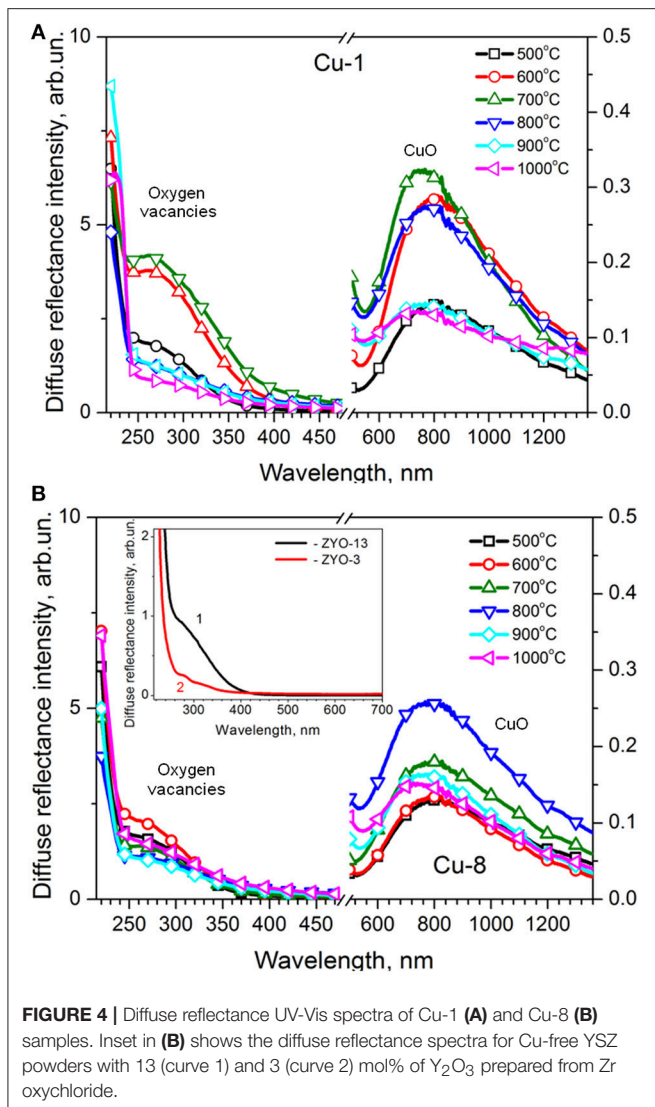 A
Diffuse reflectance intensity, arb.un.
10
5
0
Cu-1
Oxygen
vacancies
CuO
500°C
600°C
700°C
800°C
900°C
1000°C
0.5
0.4
0.3
0.2
0.1
0.0
250 300 350 400 450 600 800 1000 1200
Wavelength, nm
B
Diffuse reflectance intensity, arb.un.
10
5
0
Diffuse reflectance intensity, arb.un.
2
1
0
- ZYO-13
- ZYO-3
1
2
300 400 500 600 700
Wavelength, nm
Oxygen
vacancies
500°C
600°C
700°C
800°C
900°C
1000°C
CuO
Cu-8
0.5
0.4
0.3
0.2
0.1
0.0
250 300 350 400 450 600 800 1000 1200
Wavelength, nm
FIGURE 4 | Diffuse reflectance UV-Vis spectra of Cu-1 (A) and Cu-8 (B)
samples. Inset in (B) shows the diffuse reflectance spectra for Cu-free YSZ
powders with 13 (curve 1) and 3 (curve 2) mol% of Y₂O₃ prepared from Zr
oxychloride.